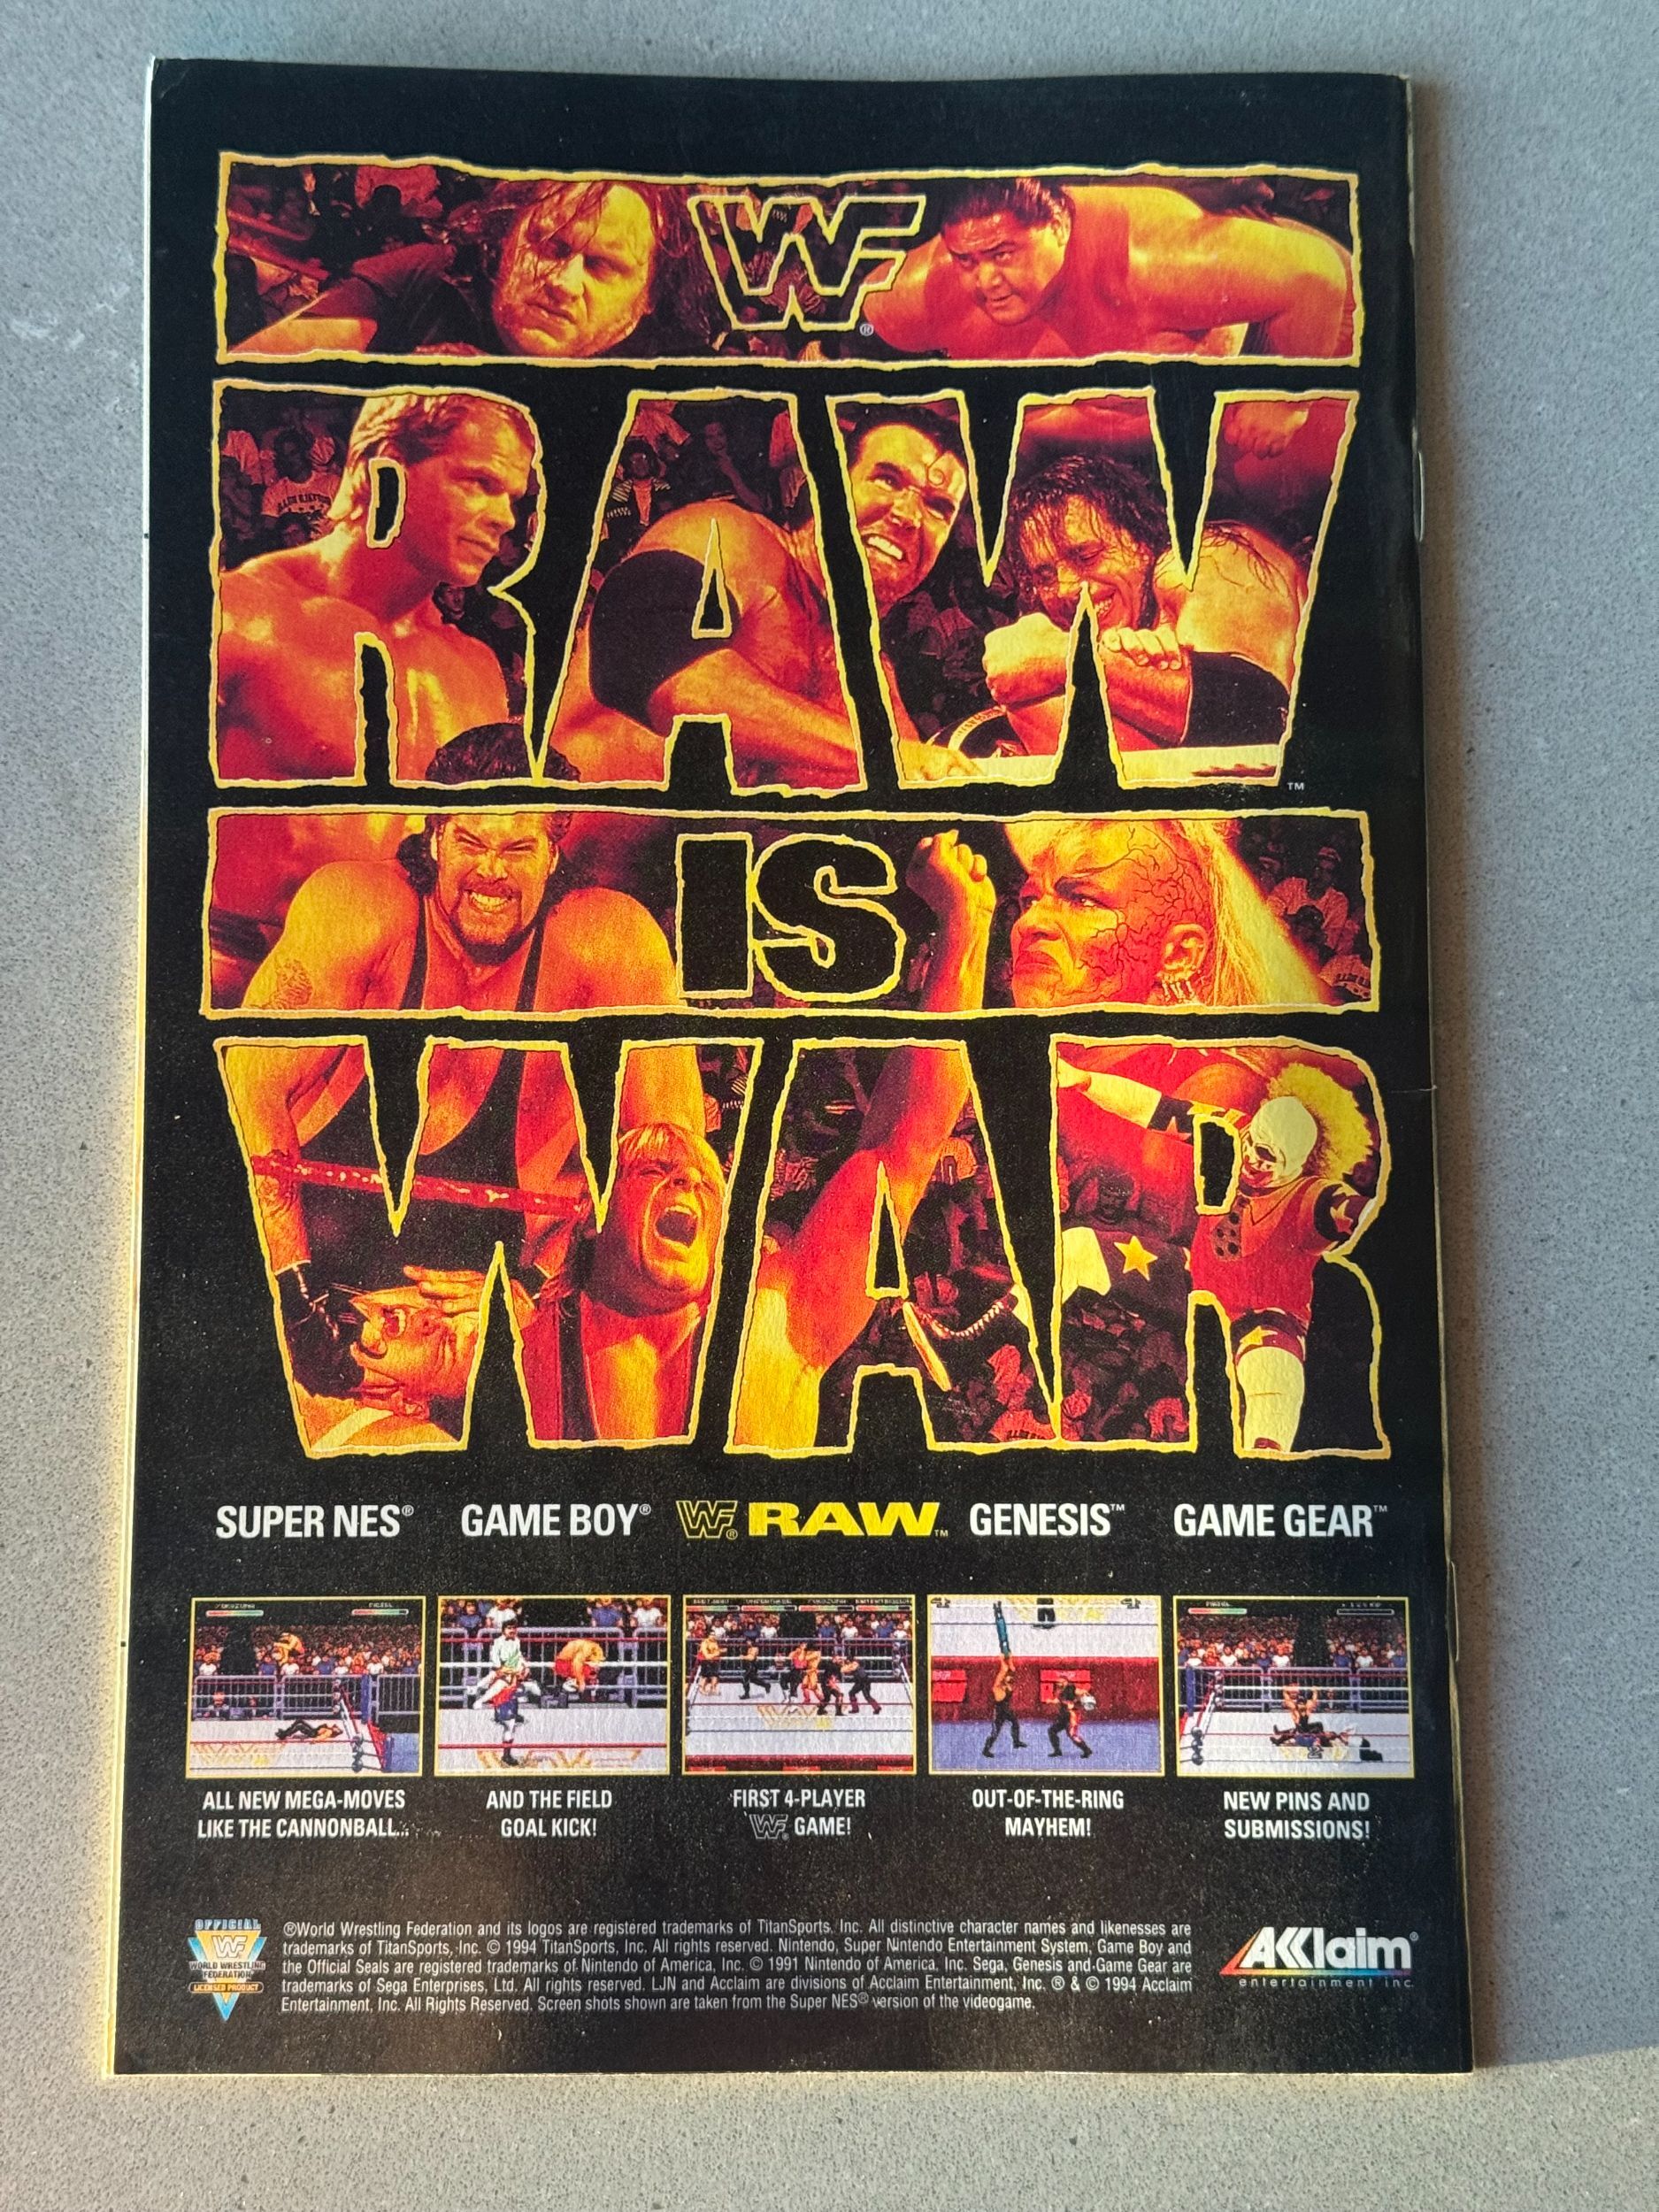 WF®
RAW™
IS
WAR
SUPER NES® GAME BOY® WF® RAW™ GENESIS™ GAME GEAR™
ALL NEW MEGA-MOVES
LIKE THE CANNONBALL...
AND THE FIELD
GOAL KICK!
FIRST 4-PLAYER
WF® GAME!
OUT-OF-THE-RING
MAYHEM!
NEW PINS AND
SUBMISSIONS!
OFFICIAL
WF
WORLD WRESTLING
FEDERATION
LICENSED PRODUCT
®World Wrestling Federation and its logos are registered trademarks of TitanSports, Inc. All distinctive character names and likenesses are
trademarks of TitanSports, Inc. © 1994 TitanSports, Inc. All rights reserved. Nintendo, Super Nintendo Entertainment System, Game Boy and
the Official Seals are registered trademarks of Nintendo of America, Inc. © 1991 Nintendo of America, Inc. Sega, Genesis and Game Gear are
trademarks of Sega Enterprises, Ltd. All rights reserved. LJN and Acclaim are divisions of Acclaim Entertainment, Inc. ® & © 1994 Acclaim
Entertainment, Inc. All Rights Reserved. Screen shots shown are taken from the Super NES® version of the videogame.
AKKlaim®
entertainment inc.